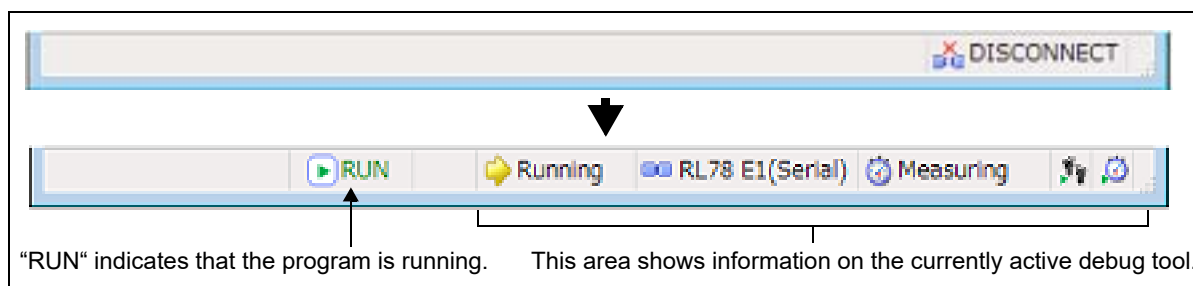 DISCONNECT
RUN Running RL78 E1(Serial) Measuring
“RUN“ indicates that the program is running. This area shows information on the currently active debug tool.